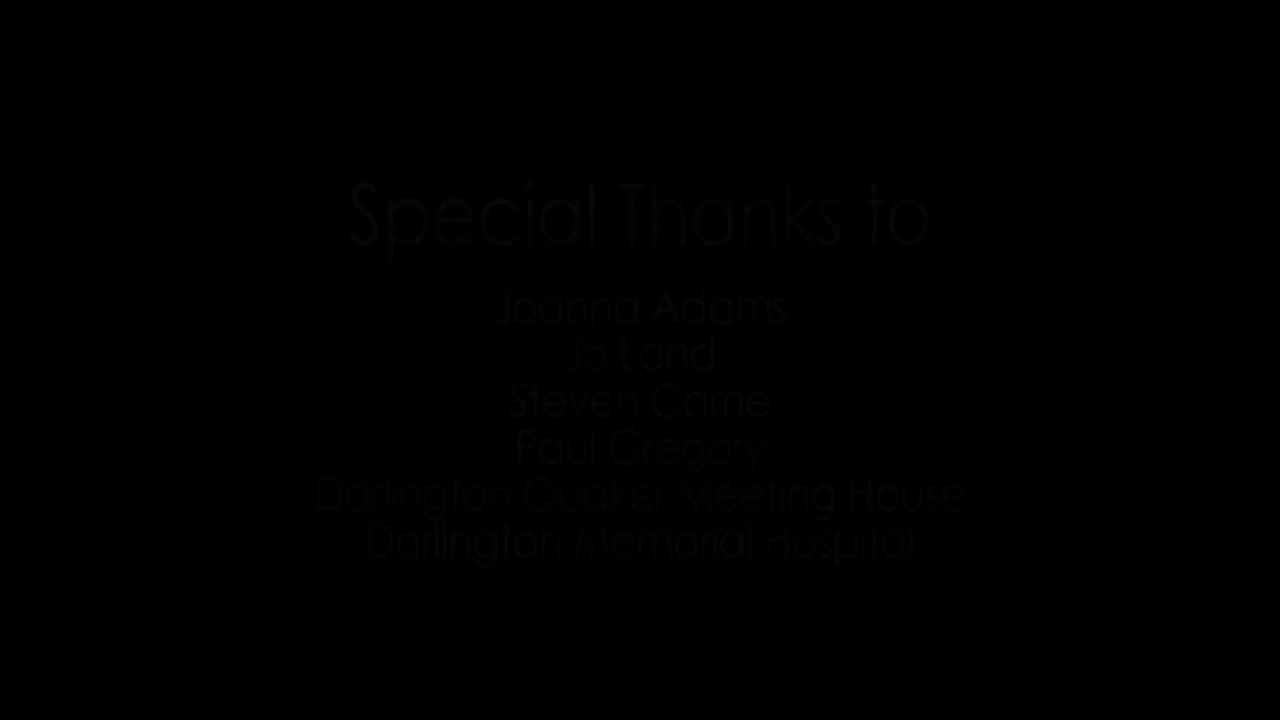 Special Thanks to
Joanna Adams
Jo Land
Steven Carne
Paul Gregory
Darlington Quaker Meeting House
Darlington Memorial Hospital